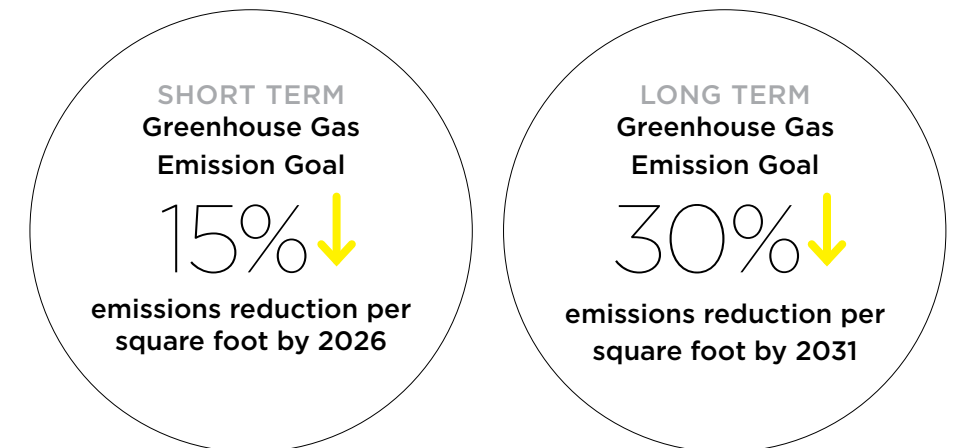 SHORT TERM
Greenhouse Gas
Emission Goal
15%
emissions reduction per
square foot by 2026
LONG TERM
Greenhouse Gas
Emission Goal
30%
emissions reduction per
square foot by 2031